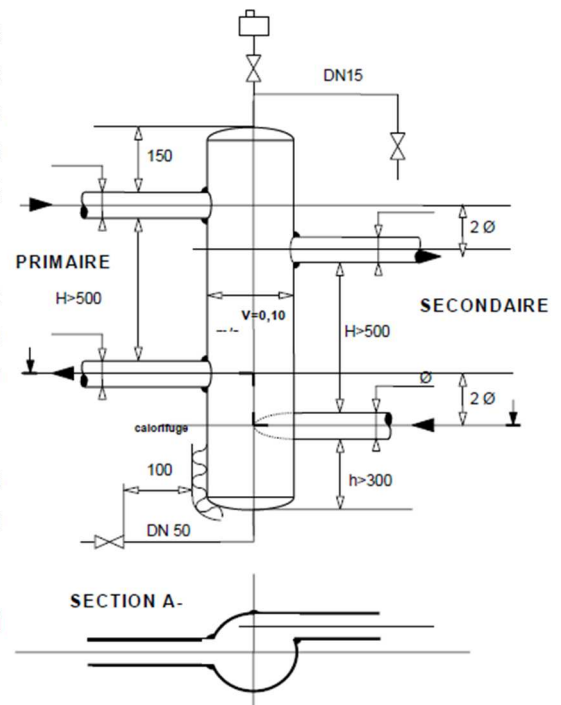 DN15
150
2 Ø
PRIMAIRE
H>500
V=0,10
H>500
SECONDAIRE
Ø
2 Ø
calorifuge
100
h>300
DN 50
SECTION A-